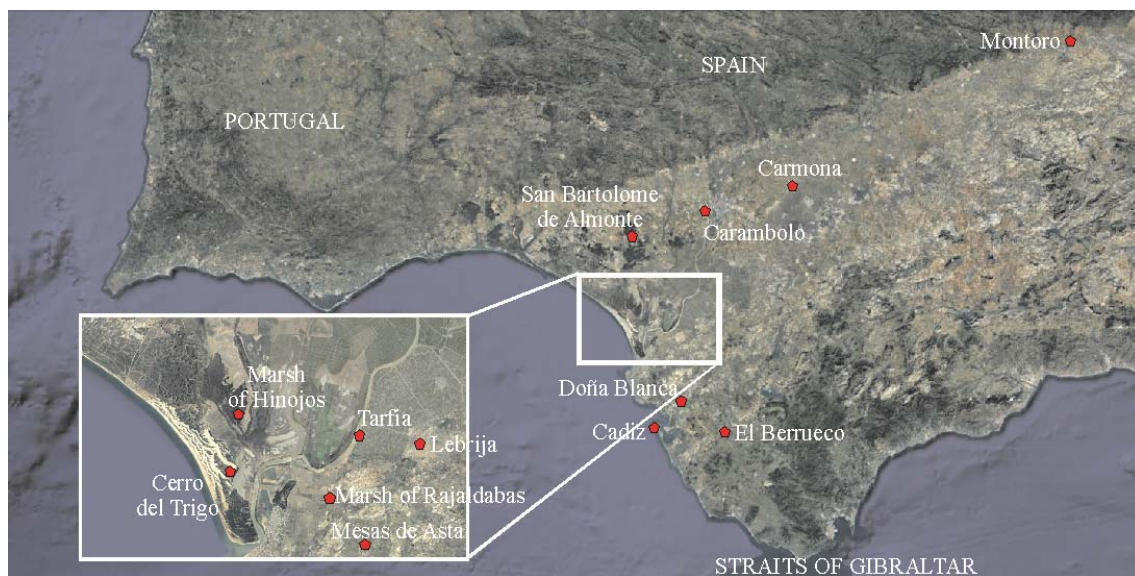 Montoro
SPAIN
PORTUGAL
Carmona
San Bartolome
de Almonte
Carambolo
Marsh
of Hinojos
Doña Blanca
Tarfia
Cadiz
El Berrueco
Lebrija
Cerro
del Trigo
Marsh of Rajaldabas
Mesas de Asta
STRAITS OF GIBRALTAR